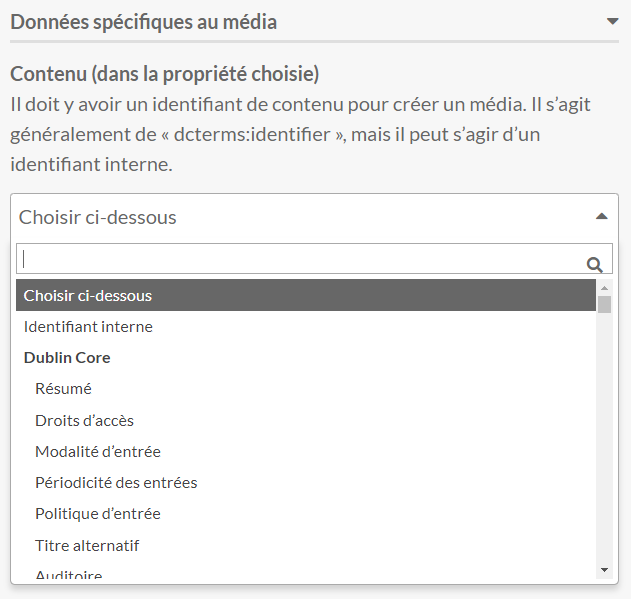 Données spécifiques au média
Contenu (dans la propriété choisie)
Il doit y avoir un identifiant de contenu pour créer un média. Il s’agit
généralement de « dcterms:identifier », mais il peut s’agir d’un
identifiant interne.
Choisir ci-dessous
Choisir ci-dessous
Identifiant interne
Dublin Core
Résumé
Droits d’accès
Modalité d’entrée
Périodicité des entrées
Politique d’entrée
Titre alternatif
Auditoire